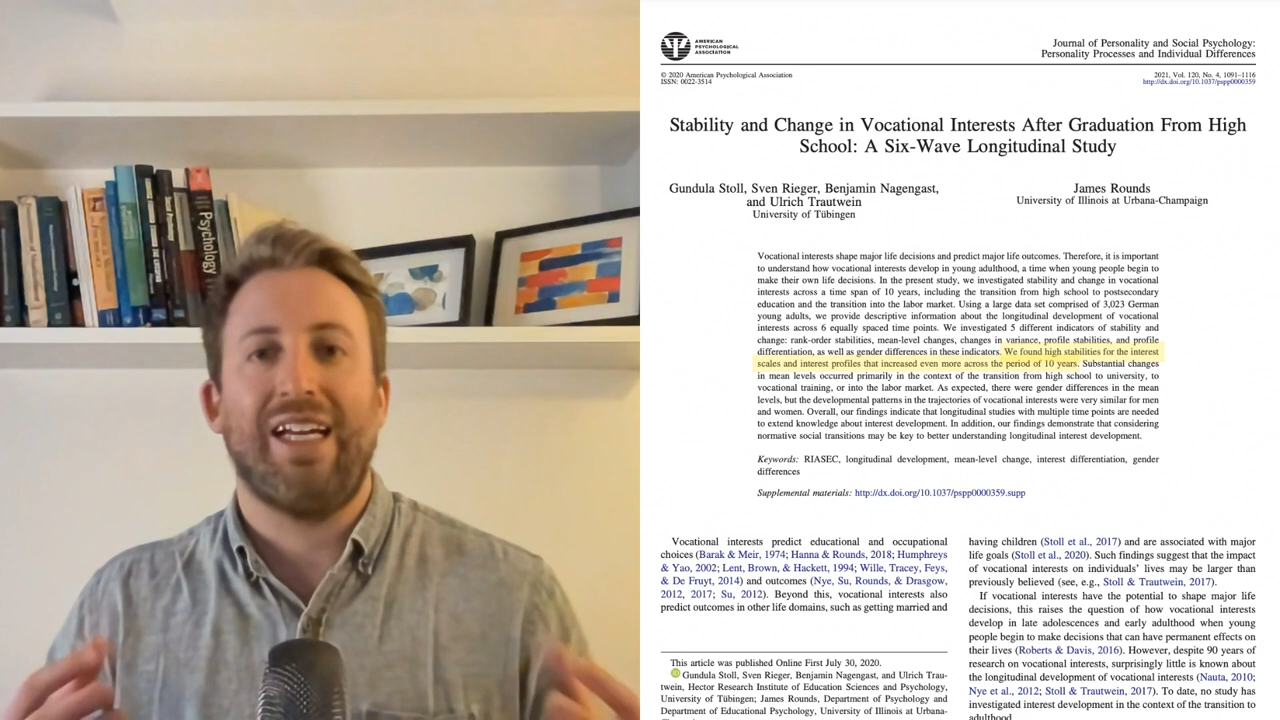 Psychology
AMERICAN
PSYCHOLOGICAL
ASSOCIATION
Journal of Personality and Social Psychology:
Personality Processes and Individual Differences
© 2020 American Psychological Association
ISSN: 0022-3514
2021, Vol. 120, No. 4, 1091–1116
http://dx.doi.org/10.1037/pspp0000359
Stability and Change in Vocational Interests After Graduation From High
School: A Six-Wave Longitudinal Study
Gundula Stoll, Sven Rieger, Benjamin Nagengast,
and Ulrich Trautwein
University of Tübingen
James Rounds
University of Illinois at Urbana-Champaign
Vocational interests shape major life decisions and predict major life outcomes. Therefore, it is important
to understand how vocational interests develop in young adulthood, a time when young people begin to
make their own life decisions. In the present study, we investigated stability and change in vocational
interests across a time span of 10 years, including the transition from high school to postsecondary
education and the transition into the labor market. Using a large data set comprised of 3,023 German
young adults, we provide descriptive information about the longitudinal development of vocational
interests across 6 equally spaced time points. We investigated 5 different indicators of stability and
change: rank-order stabilities, mean-level changes, changes in variance, profile stabilities, and profile
differentiation, as well as gender differences in these indicators. We found high stabilities for the interest
scales and interest profiles that increased even more across the period of 10 years. Substantial changes
in mean levels occurred primarily in the context of the transition from high school to university, to
vocational training, or into the labor market. As expected, there were gender differences in the mean
levels, but the developmental patterns in the trajectories of vocational interests were very similar for men
and women. Overall, our findings indicate that longitudinal studies with multiple time points are needed
to extend knowledge about interest development. In addition, our findings demonstrate that considering
normative social transitions may be key to better understanding longitudinal interest development.
Keywords: RIASEC, longitudinal development, mean-level change, interest differentiation, gender
differences
Supplemental materials: http://dx.doi.org/10.1037/pspp0000359.supp
Vocational interests predict educational and occupational
choices (Barak & Meir, 1974; Hanna & Rounds, 2018; Humphreys
& Yao, 2002; Lent, Brown, & Hackett, 1994; Wille, Tracey, Feys,
& De Fruyt, 2014) and outcomes (Nye, Su, Rounds, & Drasgow,
2012, 2017; Su, 2012). Beyond this, vocational interests also
predict outcomes in other life domains, such as getting married and
This article was published Online First July 30, 2020.
Gundula Stoll, Sven Rieger, Benjamin Nagengast, and Ulrich Trau-
twein, Hector Research Institute of Education Sciences and Psychology,
University of Tübingen; James Rounds, Department of Psychology and
Department of Educational Psychology, University of Illinois at Urbana-
having children (Stoll et al., 2017) and are associated with major
life goals (Stoll et al., 2020). Such findings suggest that the impact
of vocational interests on individuals' lives may be larger than
previously believed (see, e.g., Stoll & Trautwein, 2017).
If vocational interests have the potential to shape major life
decisions, this raises the question of how vocational interests
develop in late adolescences and early adulthood when young
people begin to make decisions that can have permanent effects on
their lives (Roberts & Davis, 2016). However, despite 90 years of
research on vocational interests, surprisingly little is known about
the longitudinal development of vocational interests (Nauta, 2010;
Nye et al., 2012; Stoll & Trautwein, 2017). To date, no study has
investigated interest development in the context of the transition to
adulthood.